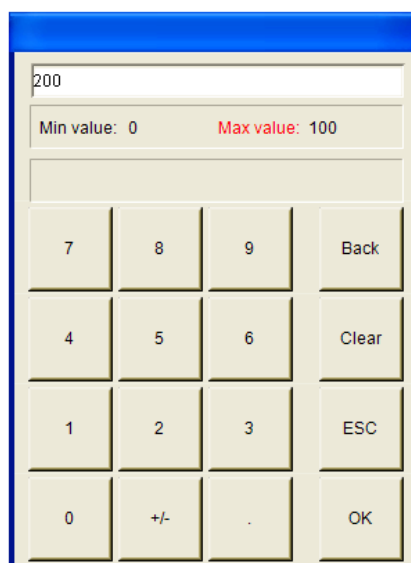 200
Min value: 0 Max value: 100
7 8 9 Back
4 5 6 Clear
1 2 3 ESC
0 +/- . OK